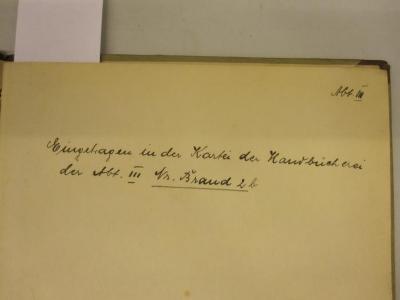 Abt. III
Eingetragen in der Kartei der Handbücherei
der Abt. III Nr. Brand 2b